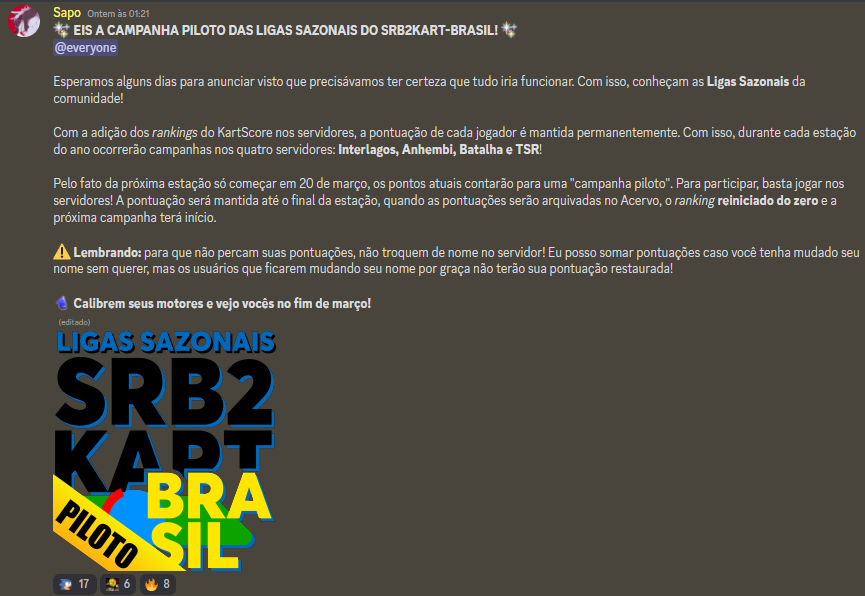 Sapo Ontem às 01:21
EIS A CAMPANHA PILOTO DAS LIGAS SAZONAIS DO SRB2KART-BRASIL!
@everyone
Esperamos alguns dias para anunciar visto que precisávamos ter certeza que tudo iria funcionar. Com isso, conheçam as Ligas Sazonais da
comunidade!
Com a adição dos rankings do KartScore nos servidores, a pontuação de cada jogador é mantida permanentemente. Com isso, durante cada estação
do ano ocorrerão campanhas nos quatro servidores: Interlagos, Anhembi, Batalha e TSR!
Pelo fato da próxima estação só começar em 20 de março, os pontos atuais contarão para uma "campanha piloto". Para participar, basta jogar nos
servidores! A pontuação será mantida até o final da estação, quando as pontuações serão arquivadas no Acervo, o ranking reiniciado do zero e a
próxima campanha terá início.
Lembrando: para que não percam suas pontuações, não troquem de nome no servidor! Eu posso somar pontuações caso você tenha mudado seu
nome sem querer, mas os usuários que ficarem mudando seu nome por graça não terão sua pontuação restaurada!
Calibrem seus motores e vejo vocês no fim de março!
(editado)
LIGAS SAZONAIS
SRB2
KART
BRA
SIL
PILOTO
17 6 8